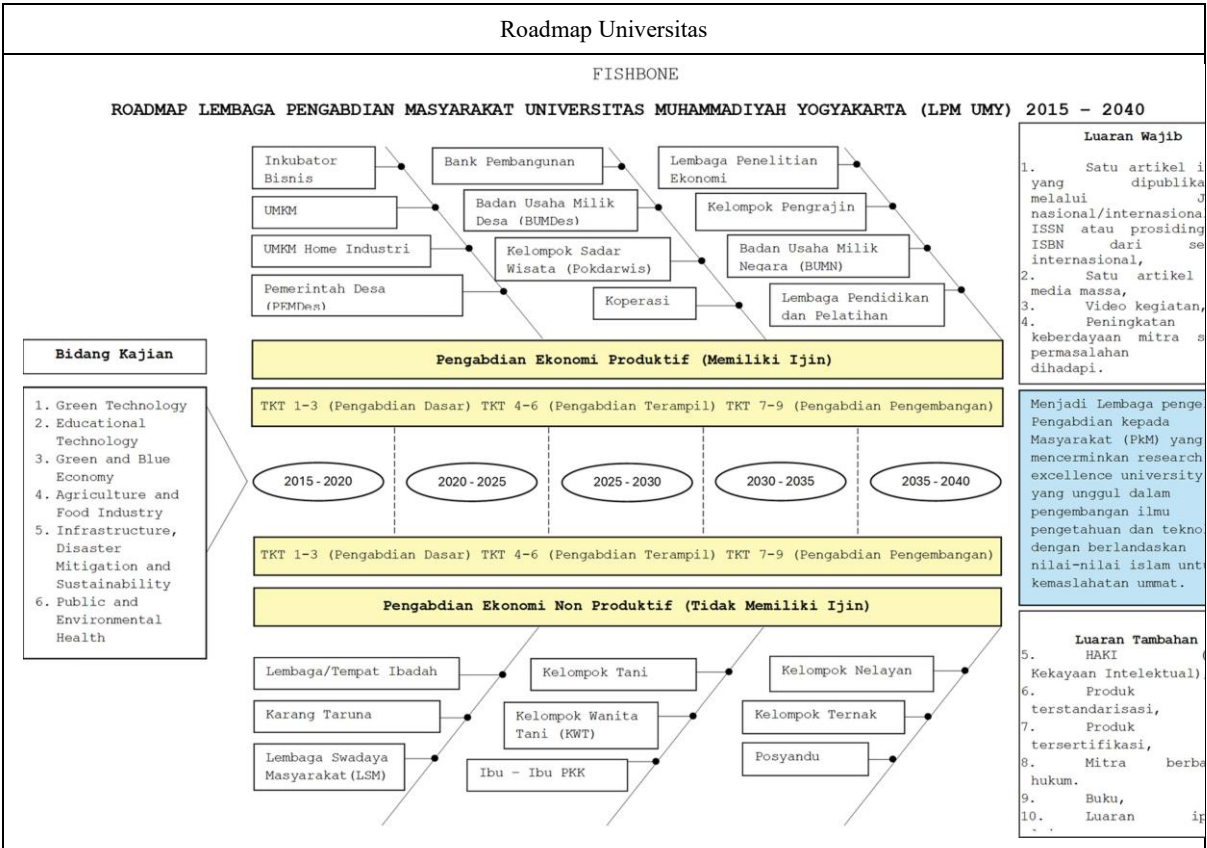 Roadmap Universitas
FISHBONE
ROADMAP LEMBAGA PENGABDIAN MASYARAKAT UNIVERSITAS MUHAMMADIYAH YOGYAKARTA (LPM UMY) 2015 – 2040
Inkubator
Bisnis
UMKM
UMKM Home Industri
Pemerintah Desa
(PEMDes)
Bank Pembangunan
Badan Usaha Milik
Desa (BUMDes)
Kelompok Sadar
Wisata (Pokdarwis)
Koperasi
Lembaga Penelitian
Ekonomi
Kelompok Pengrajin
Badan Usaha Milik
Negara (BUMN)
Lembaga Pendidikan
dan Pelatihan
Bidang Kajian
1. Green Technology
2. Educational
Technology
3. Green and Blue
Economy
4. Agriculture and
Food Industry
5. Infrastructure,
Disaster
Mitigation and
Sustainability
6. Public and
Environmental
Health
Pengabdian Ekonomi Produktif (Memiliki Ijin)
TKT 1-3 (Pengabdian Dasar) TKT 4-6 (Pengabdian Terampil) TKT 7-9 (Pengabdian Pengembangan)
2015 - 2020
2020 - 2025
2025 - 2030
2030 - 2035
2035 - 2040
TKT 1-3 (Pengabdian Dasar) TKT 4-6 (Pengabdian Terampil) TKT 7-9 (Pengabdian Pengembangan)
Pengabdian Ekonomi Non Produktif (Tidak Memiliki Ijin)
Lembaga/Tempat Ibadah
Karang Taruna
Lembaga Swadaya
Masyarakat(LSM)
Kelompok Tani
Kelompok Wanita
Tani (KWT)
Ibu – Ibu PKK
Kelompok Nelayan
Kelompok Ternak
Posyandu
Luaran Wajib
1. Satu artikel
yang
melalui
nasional/internasional
ISSN atau prosiding
ISBN dari
internasional,
2. Satu artikel
media massa,
3. Video kegiatan,
4. Peningkatan
keberdayaan mitra
permasalahan
dihadapi.
Menjadi Lembaga
Pengabdian kepada
Masyarakat (PkM) yang
mencerminkan research
excellence university
yang unggul dalam
pengembangan ilmu
pengetahuan dan
dengan berlandaskan
nilai-nilai islam
kemaslahatan ummat.
Luaran Tambahan
5. HAKI (
Kekayaan Intelektual)
6. Produk
terstandarisasi,
7. Produk
tersertifikasi,
8. Mitra
hukum.
9. Buku,
10. Luaran